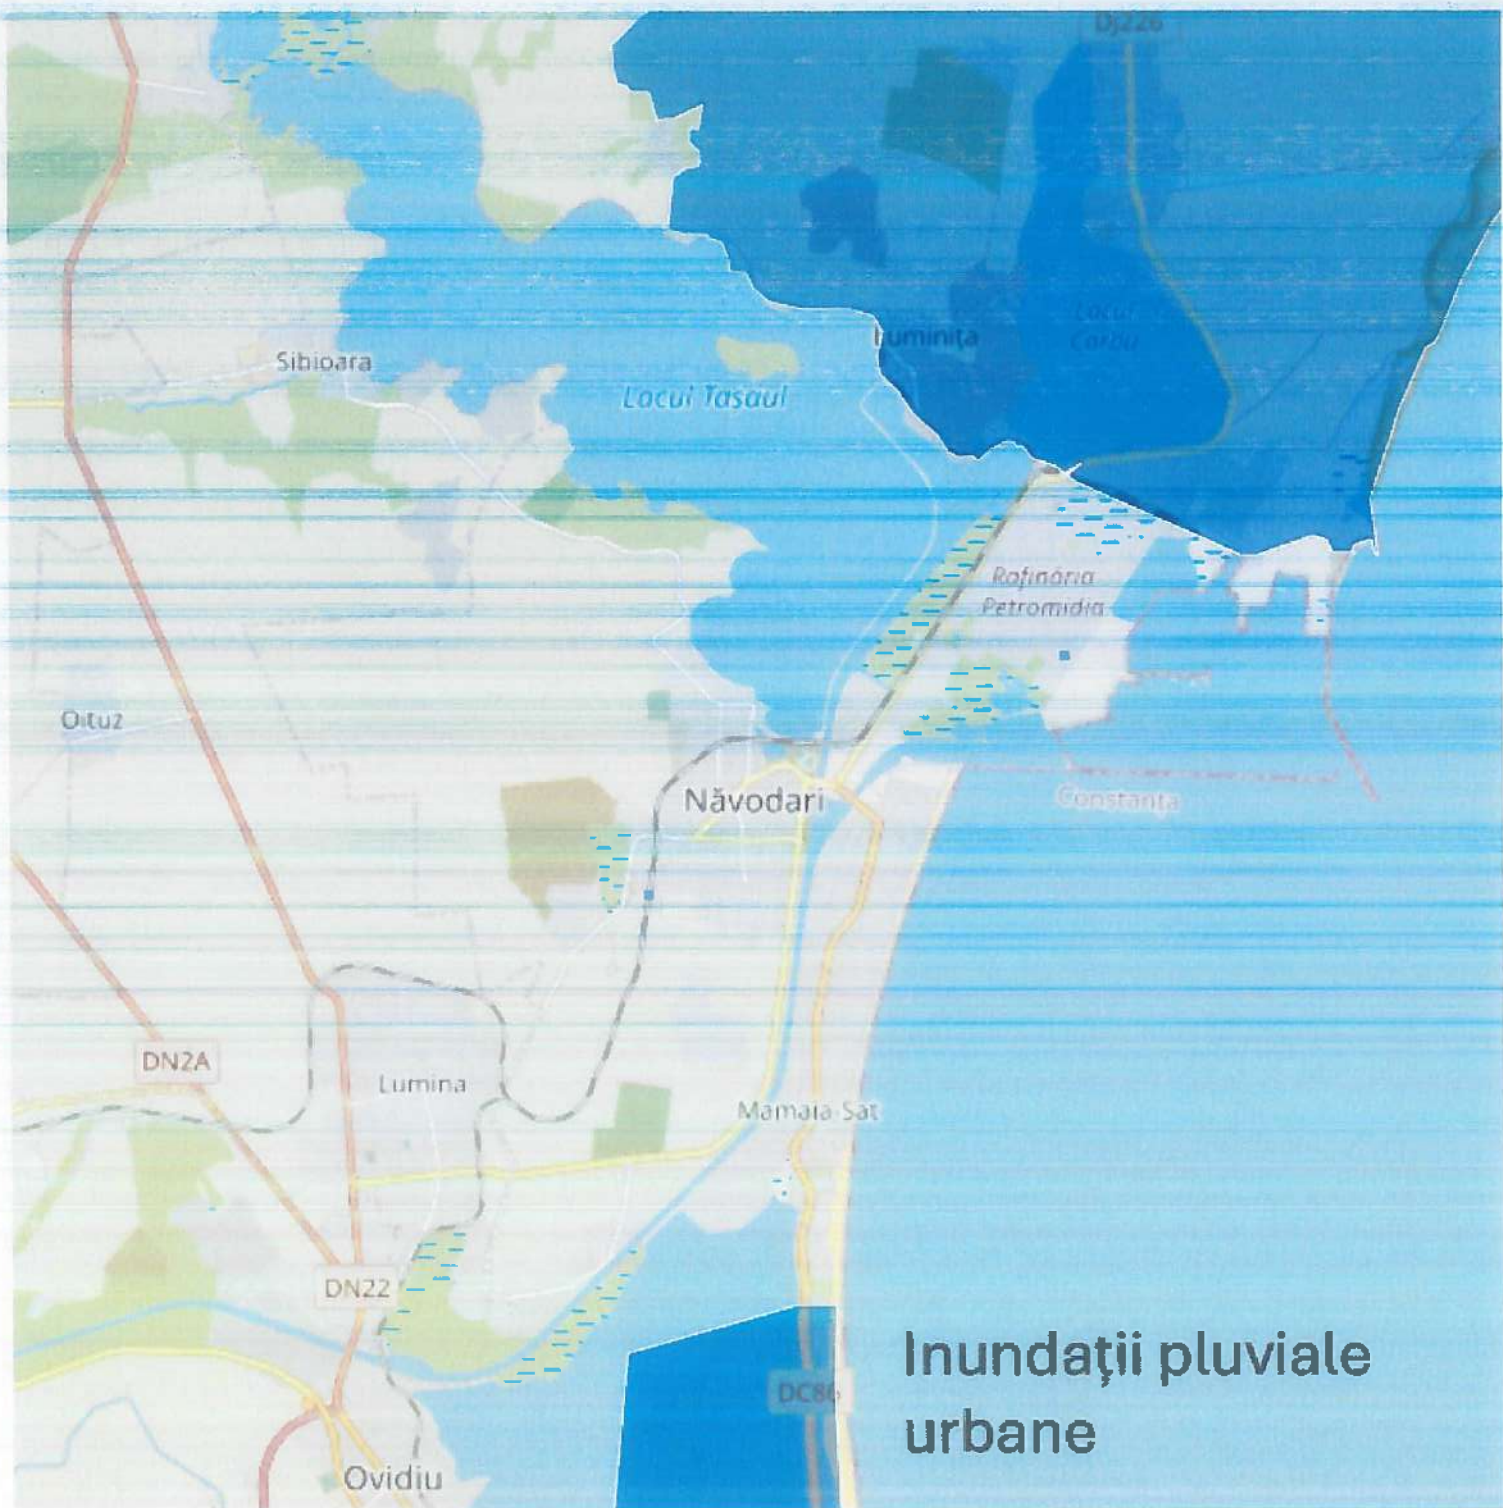 Dj226
Luminița
Lacul
Corbu
Sibioara
Lacul Tașaul
Rafinăria
Petromidia
Oituz
Năvodari
Constanța
DN2A
Lumina
Mamaia-Sat
DN22
Inundaţii pluviale
urbane
DC86
Ovidiu